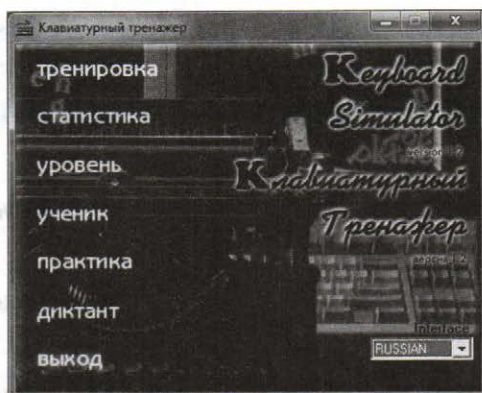 Клавиатурный тренажер
тренировка
статистика
уровень
ученик
практика
диктант
выход
Keyboard
Simulator
Клавиатурный
Тренажер
Interface
RUSSIAN